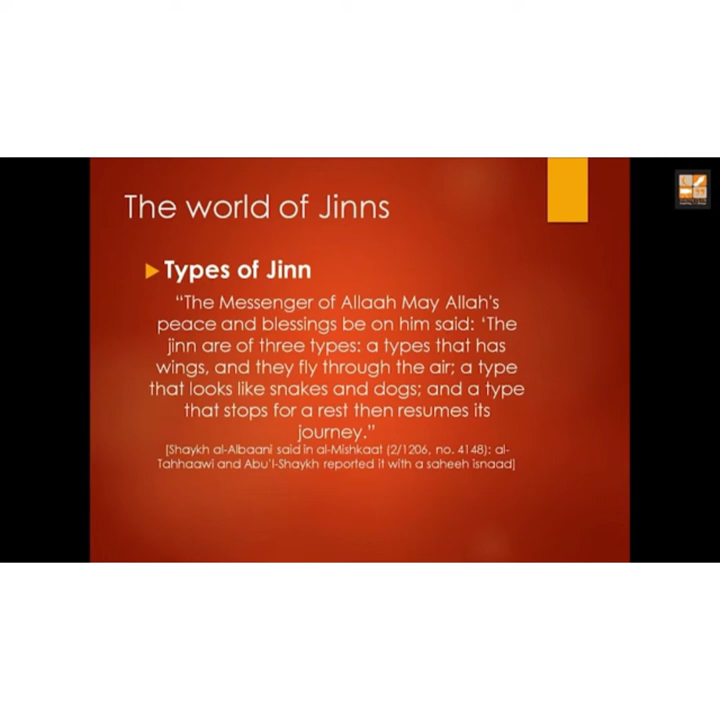 The world of Jinns
Types of Jinn
“The Messenger of Allaah May Allah's
peace and blessings be on him said: ‘The
jinn are of three types: a types that has
wings, and they fly through the air; a type
that looks like snakes and dogs; and a type
that stops for a rest then resumes its
journey.”
[Shaykh al-Albaani said in al-Mishkaat (2/1206, no. 4148): al-
Tahhaawi and Abu'l-Shaykh reported it with a saheeh isnaad]